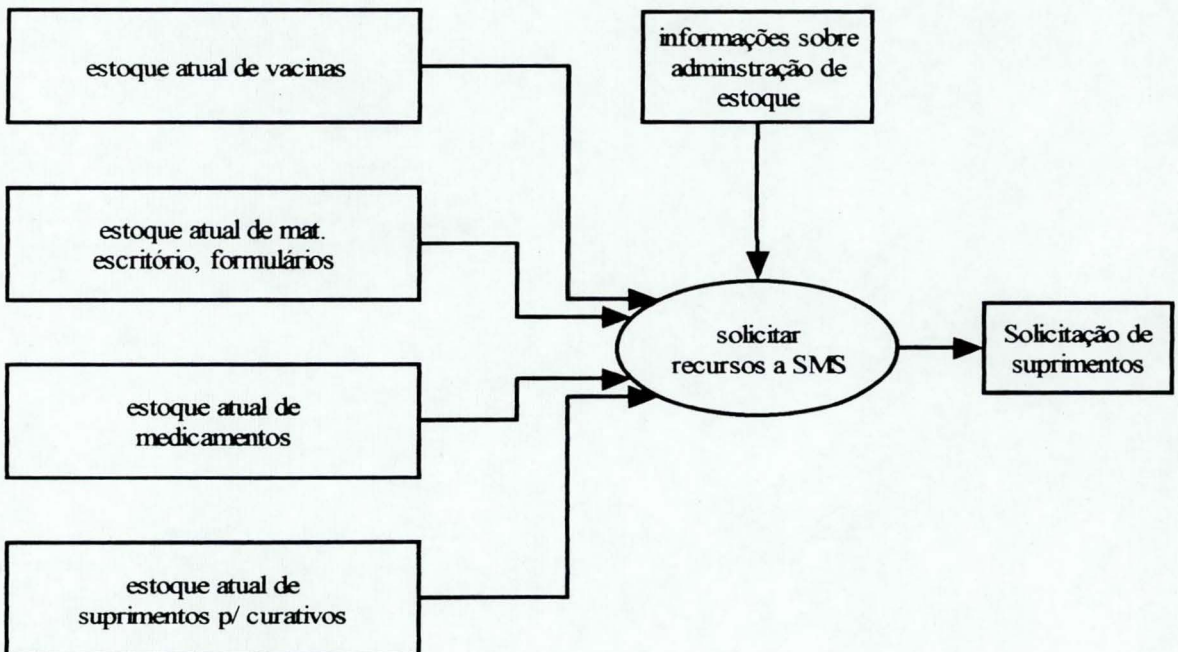 estoque atual de vacinas
informações sobre
adminstração de
estoque
estoque atual de mat.
escritório, formulários
solicitar
recursos a SMS
Solicitação de
suprimentos
estoque atual de
medicamentos
estoque atual de
suprimentos p/ curativos